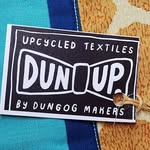 UPCYCLED TEXTILES
DUN UP.
BY DUNGOG MAKERS